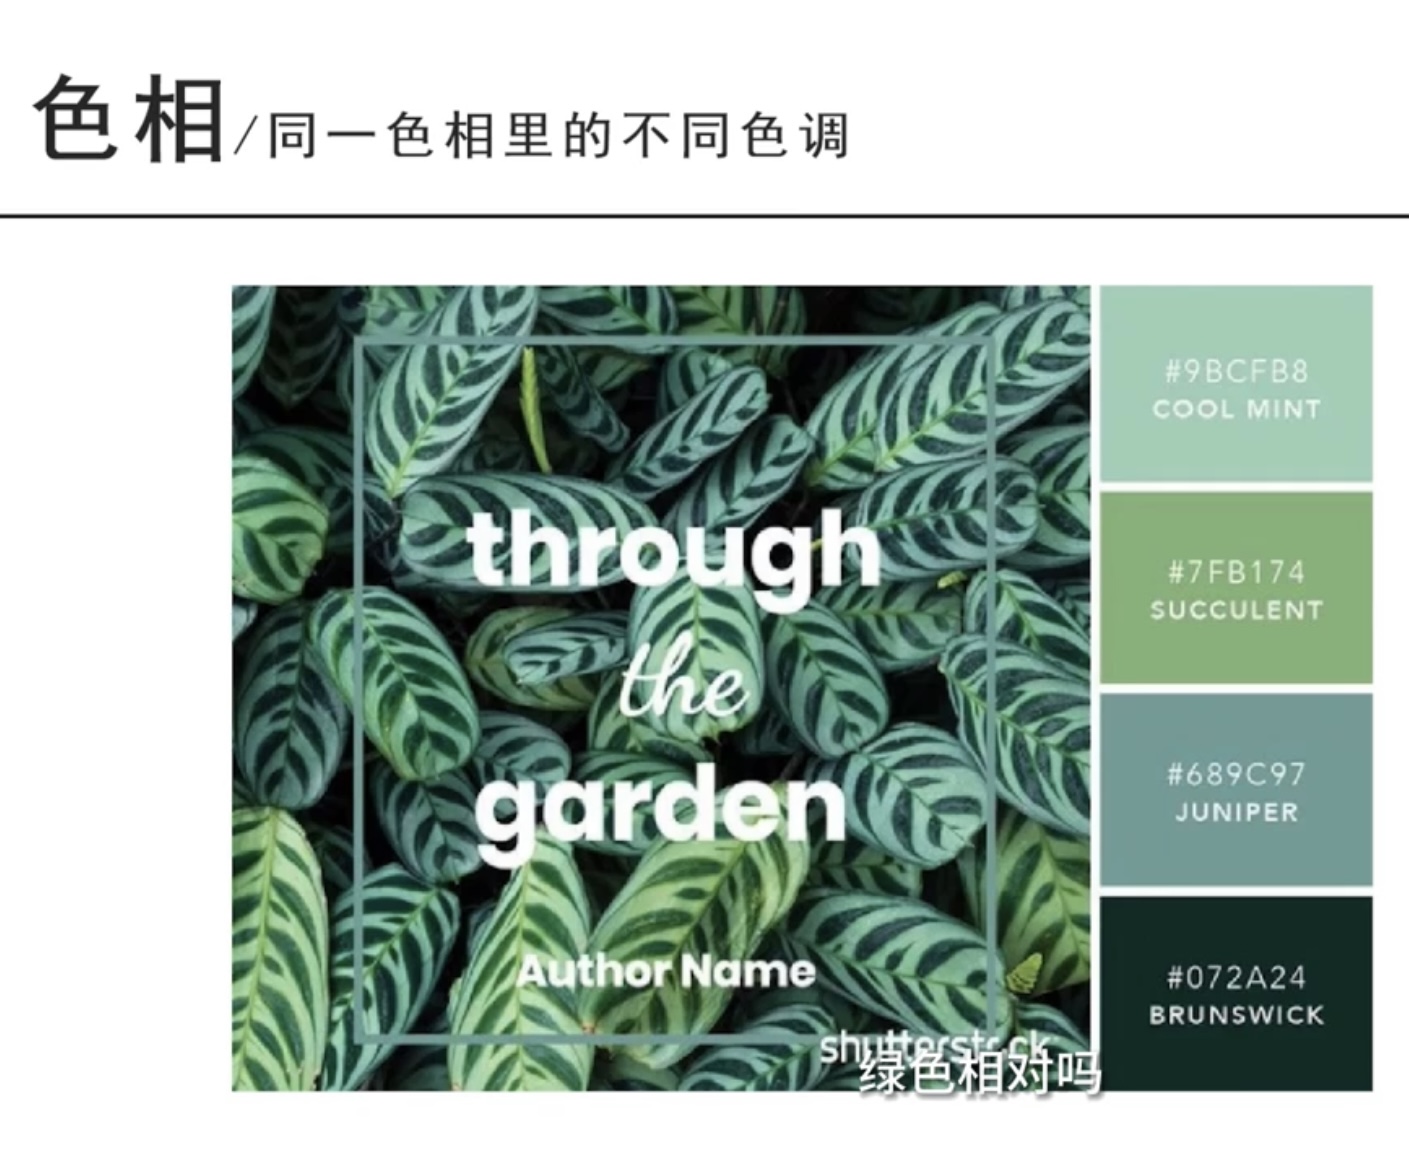 色相/同一色相里的不同色调
through
the
garden
Author Name
shutterstock
绿色相对吗
#9BCFB8
COOL MINT
#7FB174
SUCCULENT
#689C97
JUNIPER
#072A24
BRUNSWICK